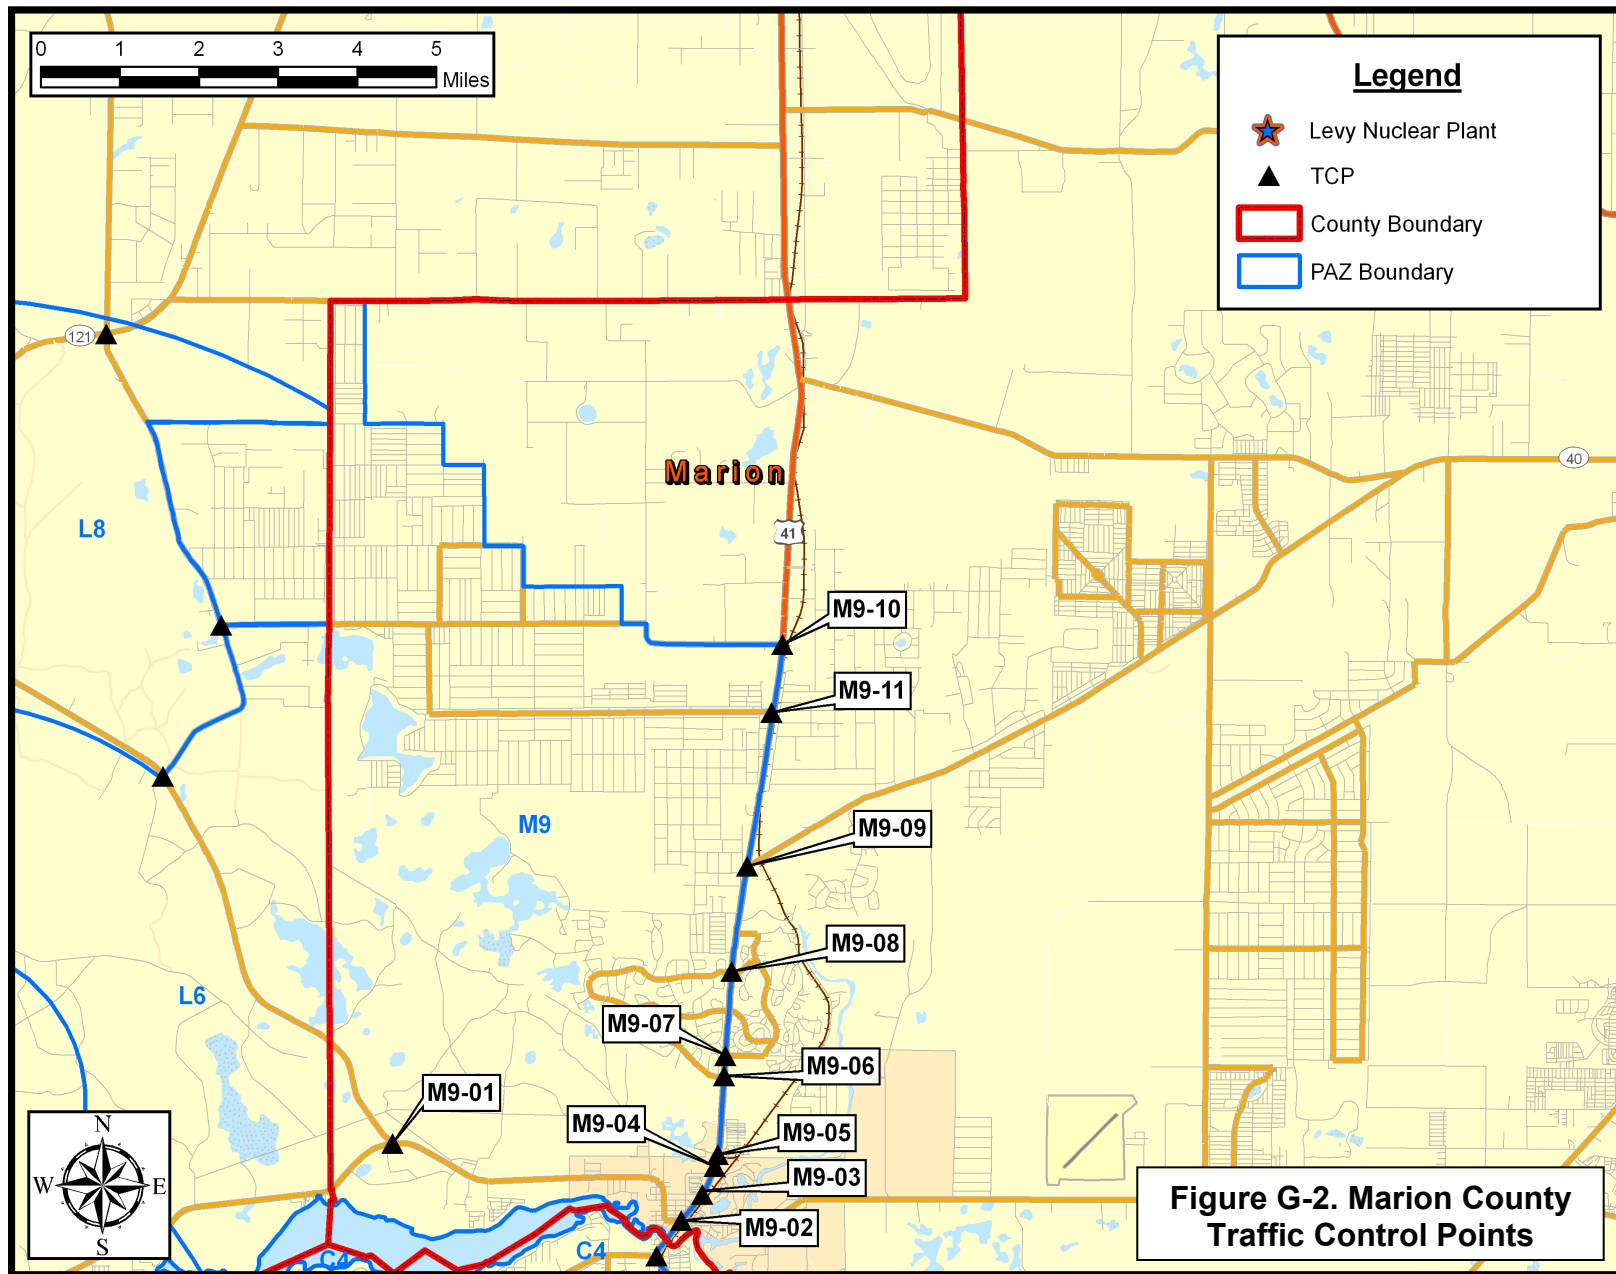 0 1 2 3 4 5
Miles
Legend
Levy Nuclear Plant
TCP
County Boundary
PAZ Boundary
121
40
Marion
L8
41
M9-10
M9-11
M9
M9-09
M9-08
L6
M9-07
M9-06
M9-01
M9-04
M9-05
M9-03
M9-02
C4
C4
N
W E
S
Figure G-2. Marion County
Traffic Control Points